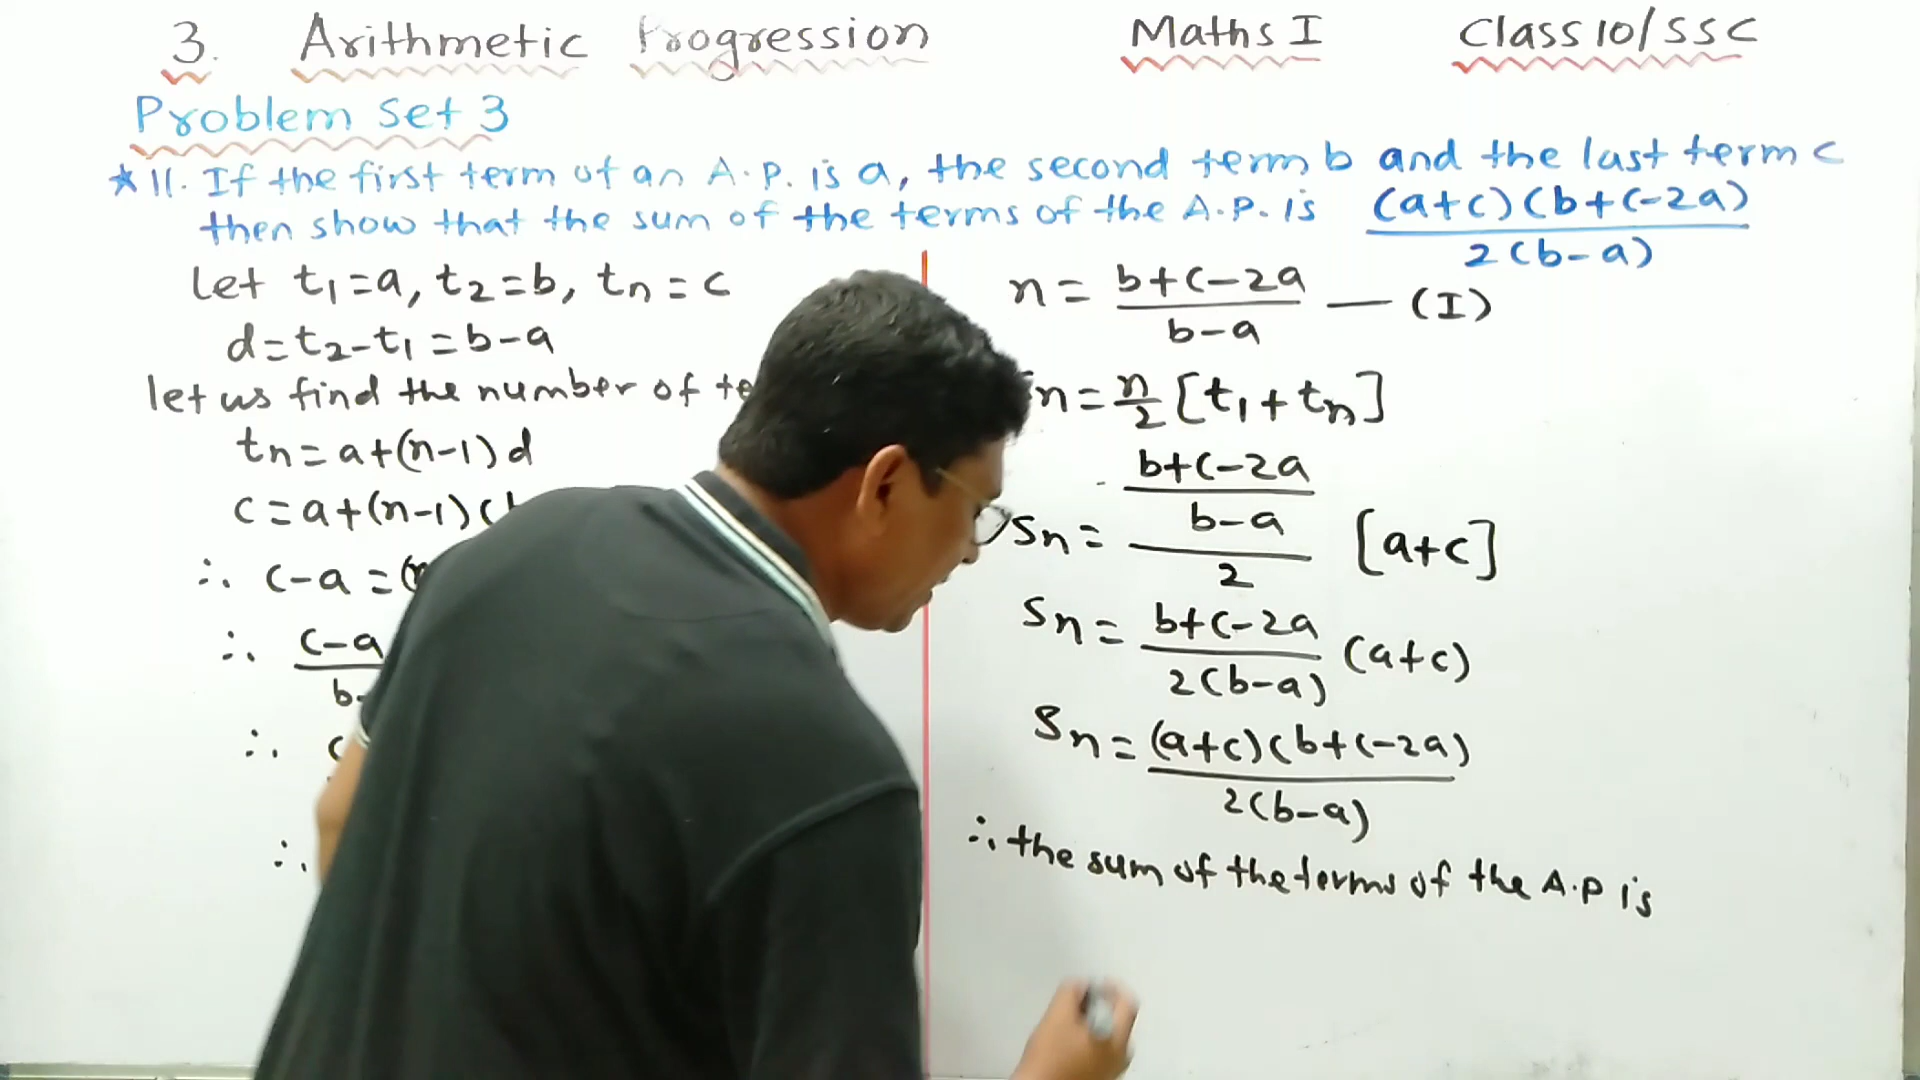 3. Arithmetic Progression Maths I Class 10/SSC
Problem Set 3
*11. If the first term of an A.P. is a, the second term b and the last term c
then show that the sum of the terms of the A.P. is (a+c)(b+c-2a)
2(b-a)
Let t1=a, t2=b, tn=c
d=t2-t1=b-a
let us find the number of
tn=a+(n-1)d
c=a+(n-1)(
∴ c-a=(
∴ c-a
b-
∴
∴
n= b+c-2a — (I)
b-a
n= n/2 [t1+tn]
b+c-2a
b-a
Sn= [a+c]
2
Sn= b+c-2a (a+c)
2(b-a)
Sn=(a+c)(b+c-2a)
2(b-a)
∴ the sum of the terms of the A.P is